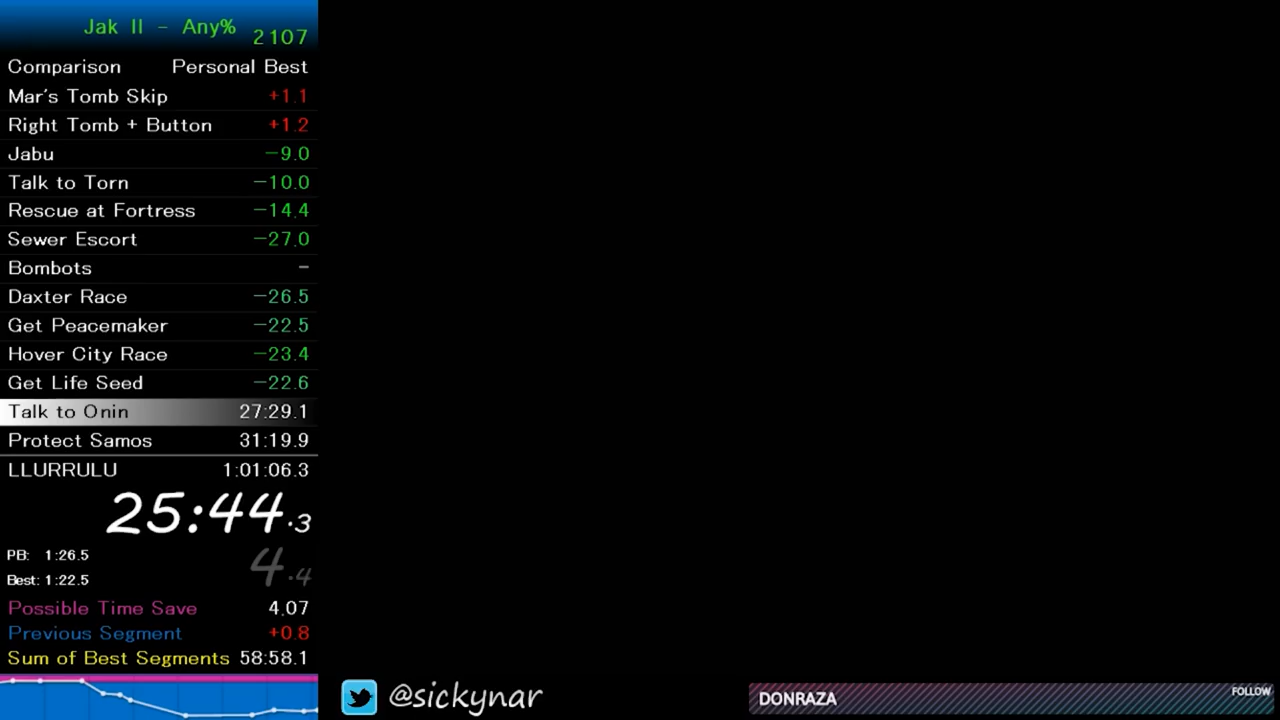 Jak II - Any%
2107
Comparison Personal Best
Mar's Tomb Skip +1.1
Right Tomb + Button +1.2
Jabu -9.0
Talk to Torn -10.0
Rescue at Fortress -14.4
Sewer Escort -27.0
Bombots -
Daxter Race -26.5
Get Peacemaker -22.5
Hover City Race -23.4
Get Life Seed -22.6
Talk to Onin 27:29.1
Protect Samos 31:19.9
LLURRULU 1:01:06.3
25:44.3
PB: 1:26.5
4.4
Best: 1:22.5
Possible Time Save 4.07
Previous Segment +0.8
Sum of Best Segments 58:58.1
@sickynar
DONRAZA
FOLLOW